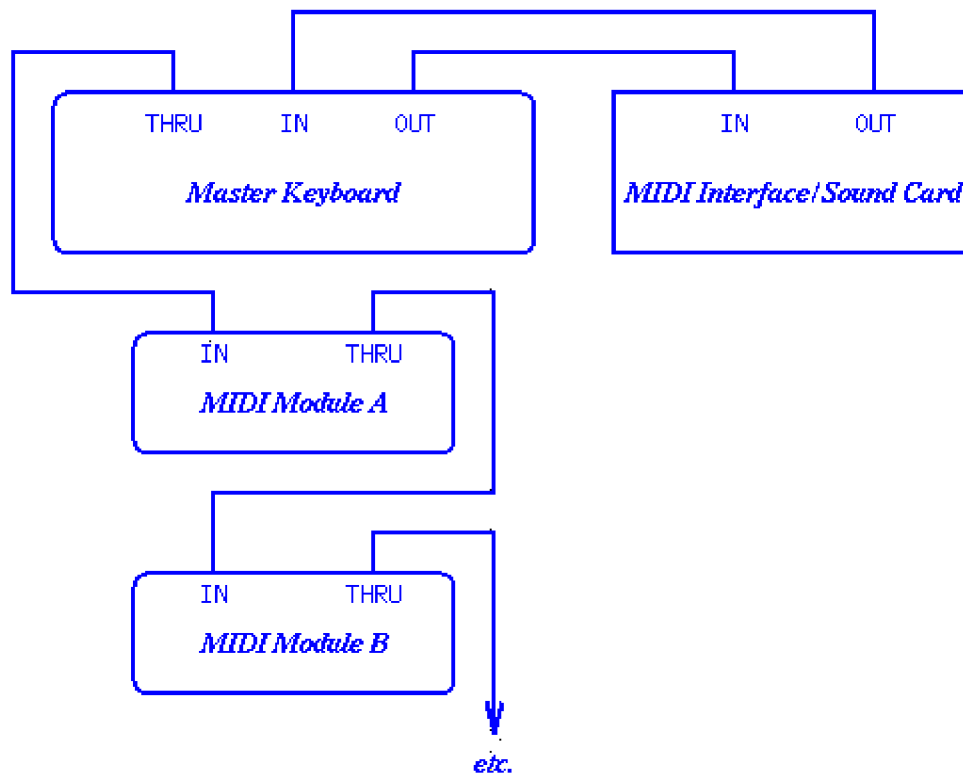 THRU IN OUT
Master Keyboard
IN OUT
MIDI Interface/Sound Card
IN THRU
MIDI Module A
IN THRU
MIDI Module B
etc.